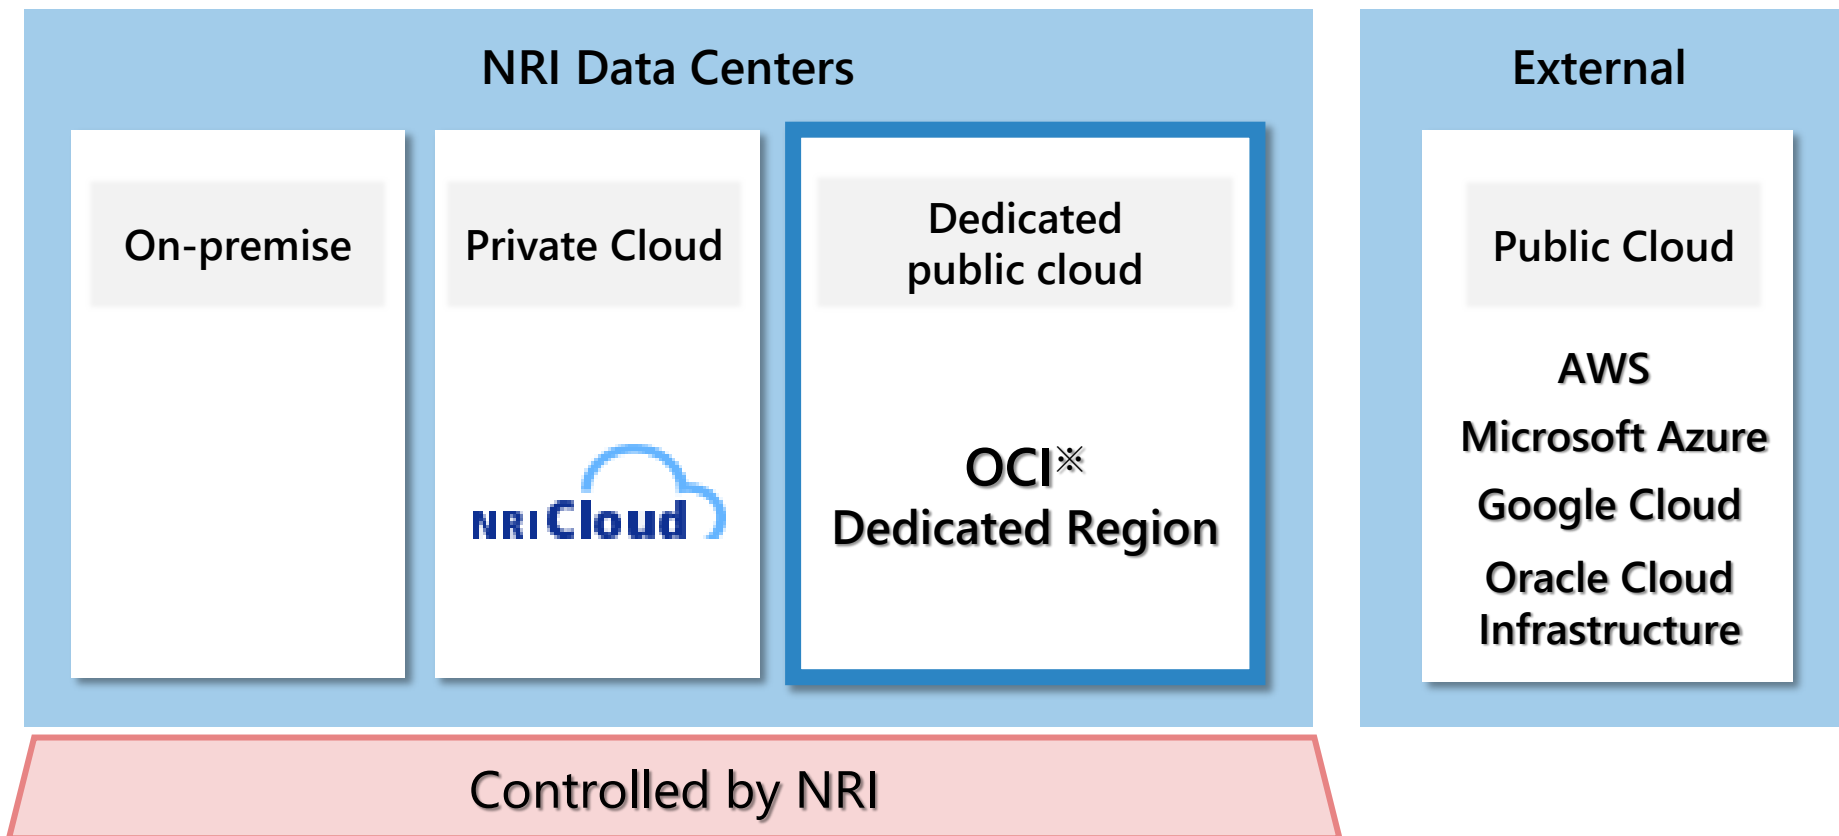 NRI Data Centers
On-premise
Private Cloud
NRI Cloud
Dedicated
public cloud
OCI※
Dedicated Region
External
Public Cloud
AWS
Microsoft Azure
Google Cloud
Oracle Cloud
Infrastructure
Controlled by NRI